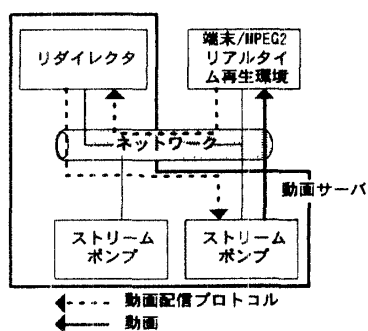 リダイレクタ
端末/MPEG2
リアルタイ
ム再生環境
ネットワーク
動画サーバ
ストリーム
ポンプ
ストリーム
ポンプ
動画配信プロトコル
動画